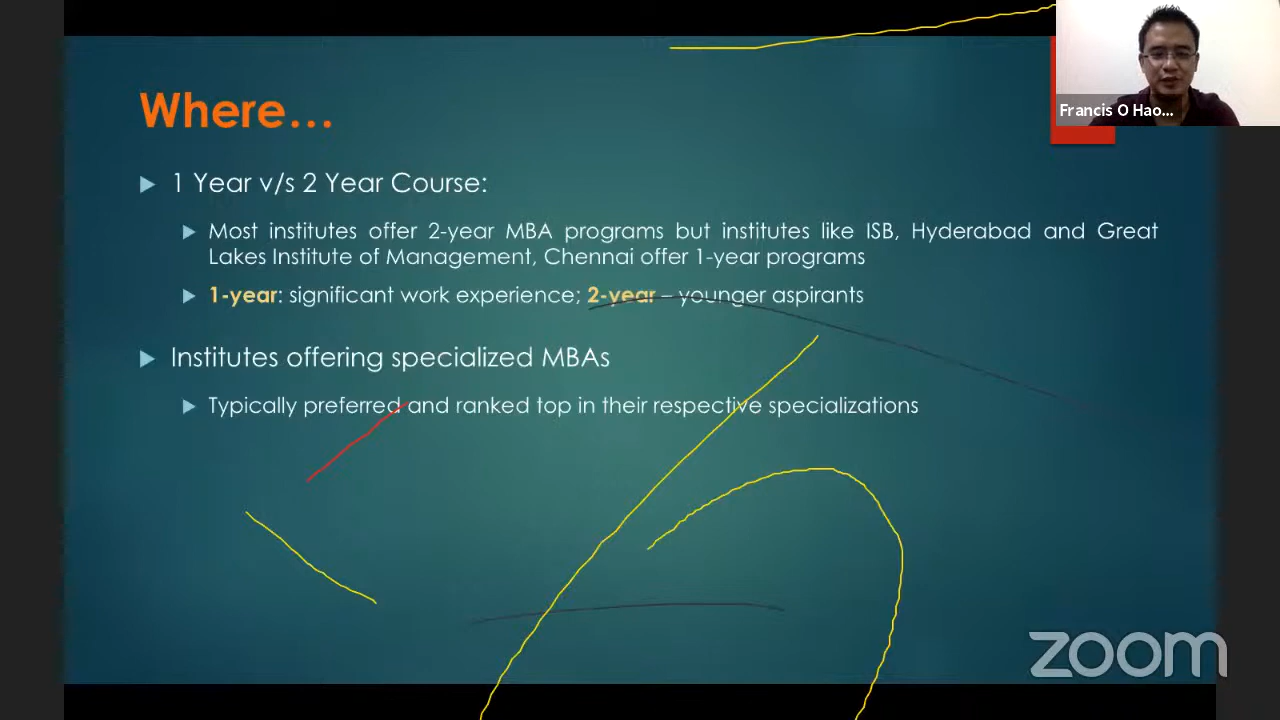 Where...
Francis O Hao...
1 Year v/s 2 Year Course:
Most institutes offer 2-year MBA programs but institutes like ISB, Hyderabad and Great
Lakes Institute of Management, Chennai offer 1-year programs
1-year: significant work experience; 2-year – younger aspirants
Institutes offering specialized MBAs
Typically preferred and ranked top in their respective specializations
zoom